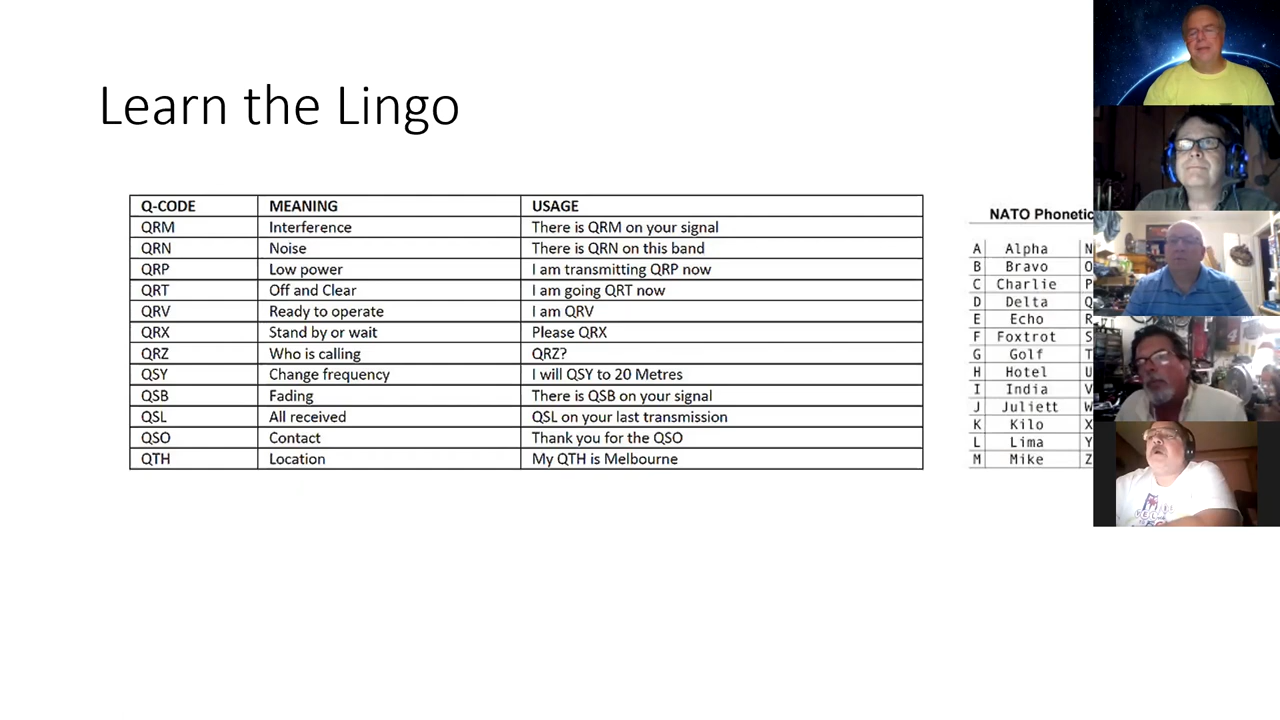 Learn the Lingo
Q-CODE MEANING USAGE
QRM Interference There is QRM on your signal
QRN Noise There is QRN on this band
QRP Low power I am transmitting QRP now
QRT Off and Clear I am going QRT now
QRV Ready to operate I am QRV
QRX Stand by or wait Please QRX
QRZ Who is calling QRZ?
QSY Change frequency I will QSY to 20 Metres
QSB Fading There is QSB on your signal
QSL All received QSL on your last transmission
QSO Contact Thank you for the QSO
QTH Location My QTH is Melbourne
NATO Phonetic
A Alpha N
B Bravo O
C Charlie P
D Delta Q
E Echo R
F Foxtrot S
G Golf T
H Hotel U
I India V
J Juliett W
K Kilo X
L Lima Y
M Mike Z